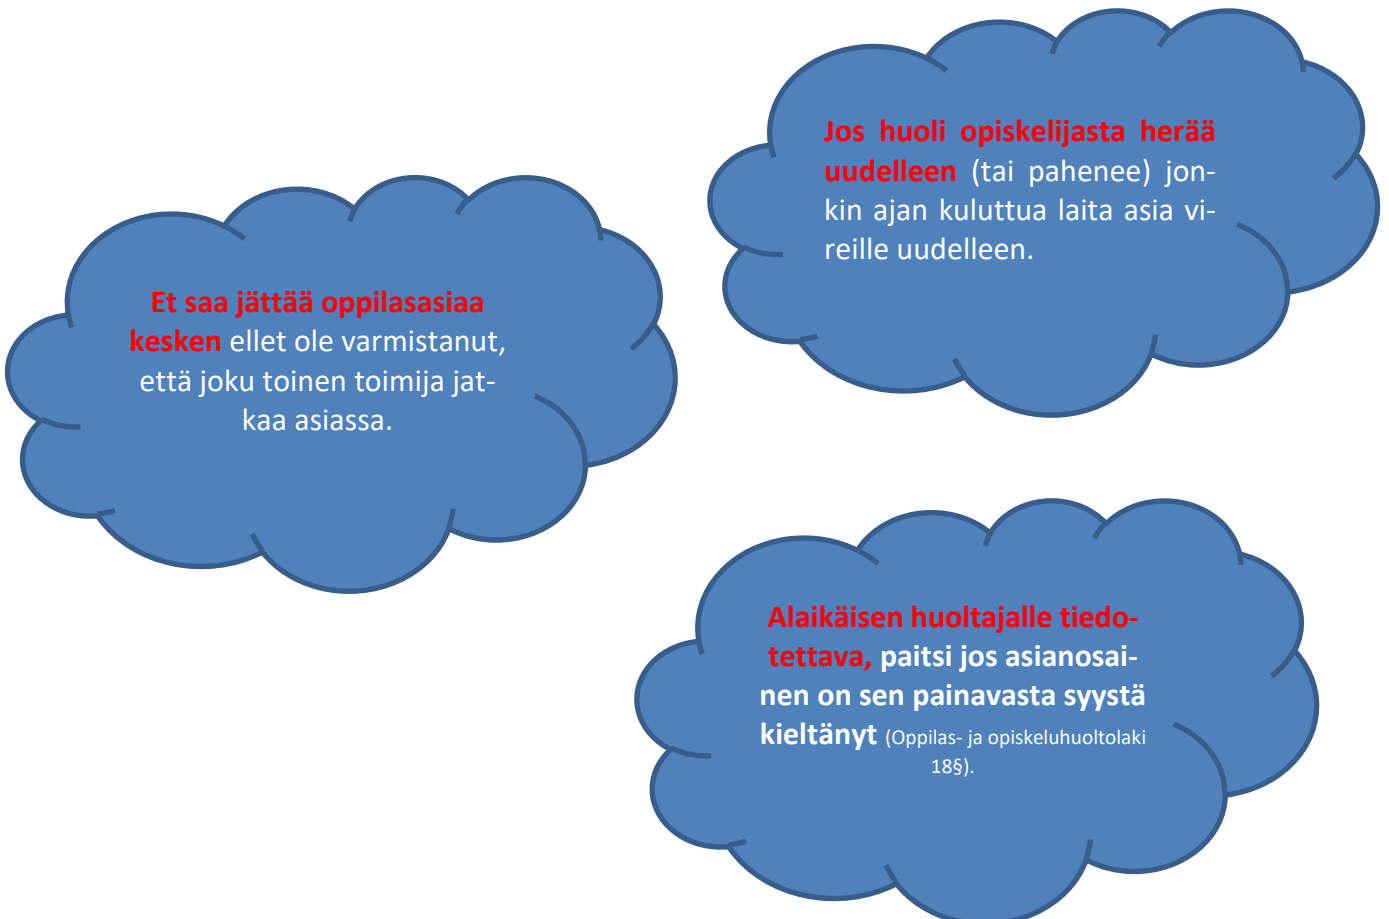 Jos huoli opiskelijasta herää
uudelleen (tai pahenee) jon-
kin ajan kuluttua laita asia vi-
reille uudelleen.
Et saa jättää oppilasasiaa
kesken ellet ole varmistanut,
että joku toinen toimija jat-
kaa asiassa.
Alaikäisen huoltajalle tiedo-
tettava, paitsi jos asianosai-
nen on sen painavasta syystä
kieltänyt (Oppilas- ja opiskeluhuoltolaki
18§).